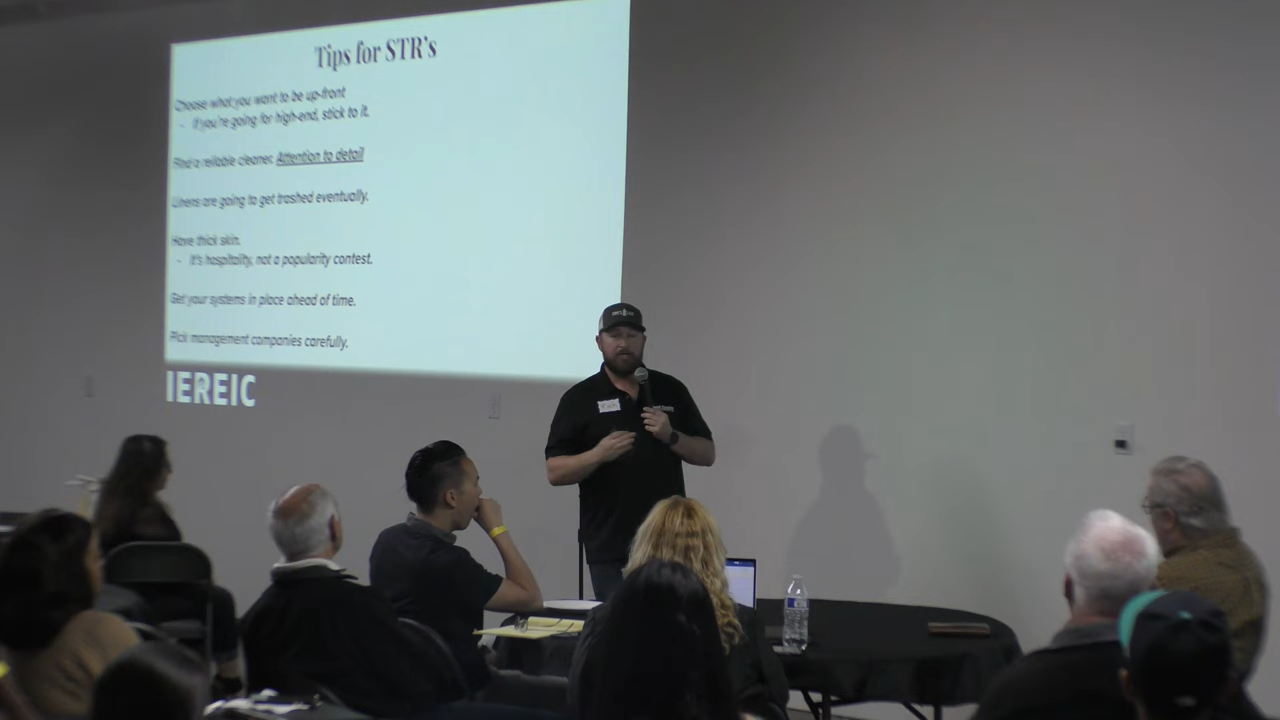 Tips for STR's
Choose what you want to be up-front
- If you're going for high-end, stick to it.
Find a reliable cleaner. Attention to detail
Linens are going to get trashed eventually.
Have thick skin.
- It's hospitality, not a popularity contest.
Get your systems in place ahead of time.
Pick management companies carefully.
IEREIC